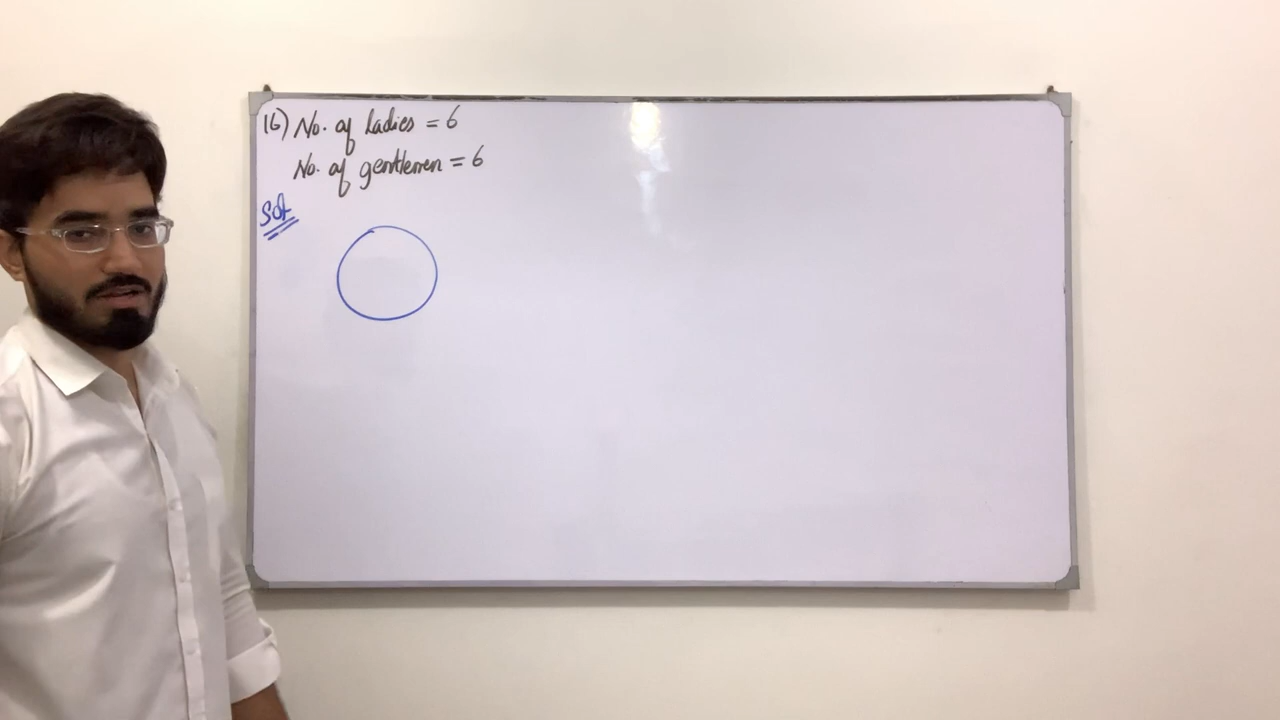 16) No. of ladies = 6
No. of gentlemen = 6
Sol